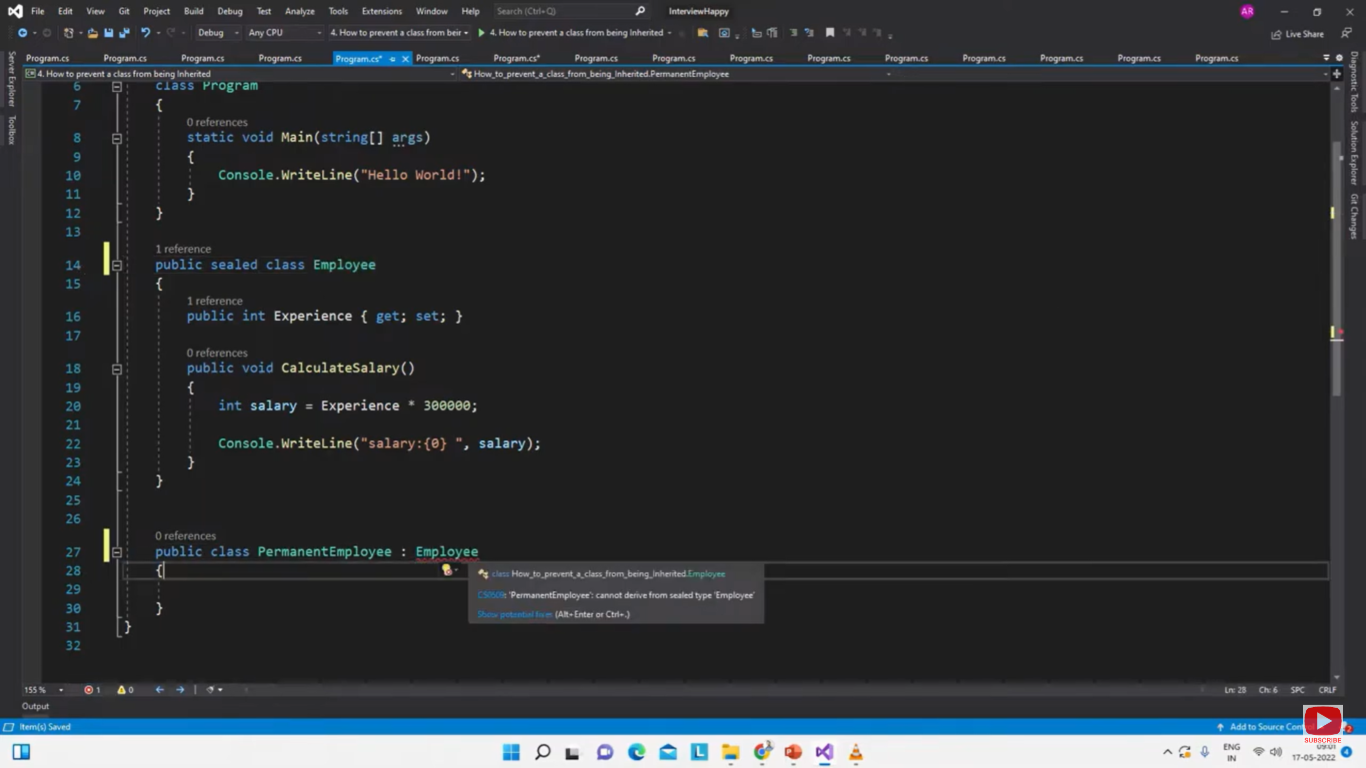 File Edit View Git Project Build Debug Test Analyze Tools Extensions Window Help Search (Ctrl+Q) InterviewHappy AR
Debug Any CPU 4. How to prevent a class from beir 4. How to prevent a class from being Inherited Live Share
Program.cs Program.cs Program.cs Program.cs Program.cs* Program.cs Program.cs* Program.cs Program.cs Program.cs Program.cs Program.cs Program.cs Program.cs Program.cs Program.cs
4. How to prevent a class from being Inherited How_to_prevent_a_class_from_being_Inherited.PermanentEmployee
Server Explorer
Toolbox
Diagnostic Tools
Solution Explorer
Git Changes
6 class Program
7 {
0 references
8 static void Main(string[] args)
9 {
10 Console.WriteLine("Hello World!");
11 }
12 }
13
1 reference
14 public sealed class Employee
15 {
1 reference
16 public int Experience { get; set; }
17
0 references
18 public void CalculateSalary()
19 {
20 int salary = Experience * 300000;
21
22 Console.WriteLine("salary:{0} ", salary);
23 }
24 }
25
26
0 references
27 public class PermanentEmployee : Employee
28 {
class How_to_prevent_a_class_from_being_Inherited.Employee
29
'PermanentEmployee': cannot derive from sealed type 'Employee'
30 }
Show potential fixes (Alt+Enter or Ctrl+.)
31 }
32
155 % 1 0 Ln: 28 Ch: 6 SPC CRLF
Output
Item(s) Saved Add to Source Control 2
SUBSCRIBE
ENG
IN
09:01
17-05-2022
4